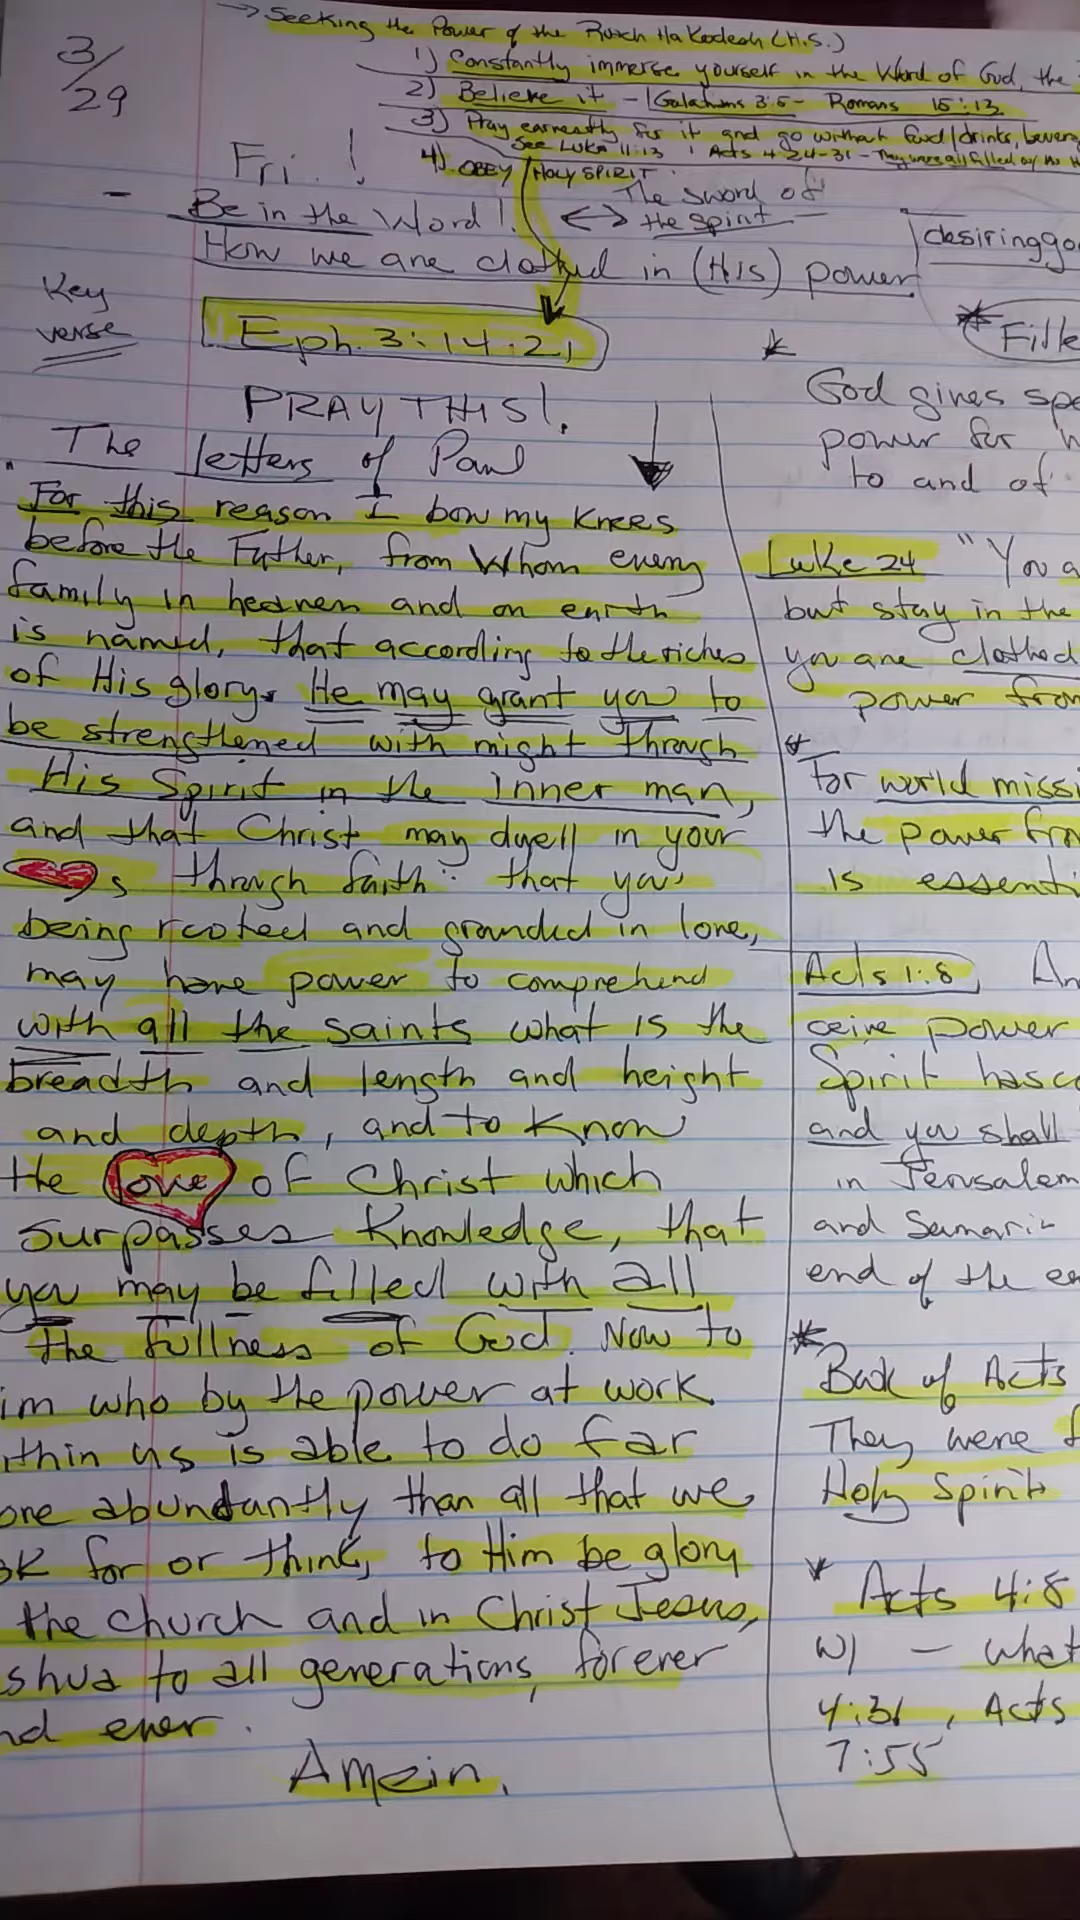 → Seeking the Power of the Ruach HaKodesh (H.S.)
1) Constantly immerse yourself in the Word of God, the
2) Believe it - Galatians 3:5 - Romans 15:13
3) Pray earnestly for it and go without food/drinks, bever
See Luke 11:13 Acts 4:24-31 - They were all filled by the H
4) OBEY HOLY SPIRIT
3/29
Fri. !
- Be in the Word! <-> The sword of
the spirit -
How we are clothed in (His) power
desiringgo
Key
verse
Eph. 3:14-21
PRAY THIS!
The letters of Paul
For this reason I bow my knees
before the Father, from Whom every
family in heaven and on earth
is named, that according to the riches
of His glory. He may grant you to
be strengthened with might through
His Spirit in the inner man,
and that Christ may dwell in your
♥s through faith: that you
being rooted and grounded in love,
may have power to comprehend
with all the saints what is the
breadth and length and height
and depth, and to know
the love of Christ which
surpasses knowledge, that
you may be filled with all
the fullness of God. Now to
im who by the power at work
ithin us is able to do far
ore abundantly than all that we
sk for or think, to Him be glory
the church and in Christ Jesus,
shua to all generations, forever
nd ever.
Amein.
* Fille
*
God gives spe
power for
to and of
Luke 24 "You a
but stay in the
you are clothed
power from
*
For world missi
the power fro
is essenti
Acts 1:8, An
ceive power
Spirit has co
and you shall
in Jerusalem
and Samari
end of the ea
*
Back of Acts
They were f
Holy Spirit
* Acts 4:8
w/ - what
4:31, Acts
7:55